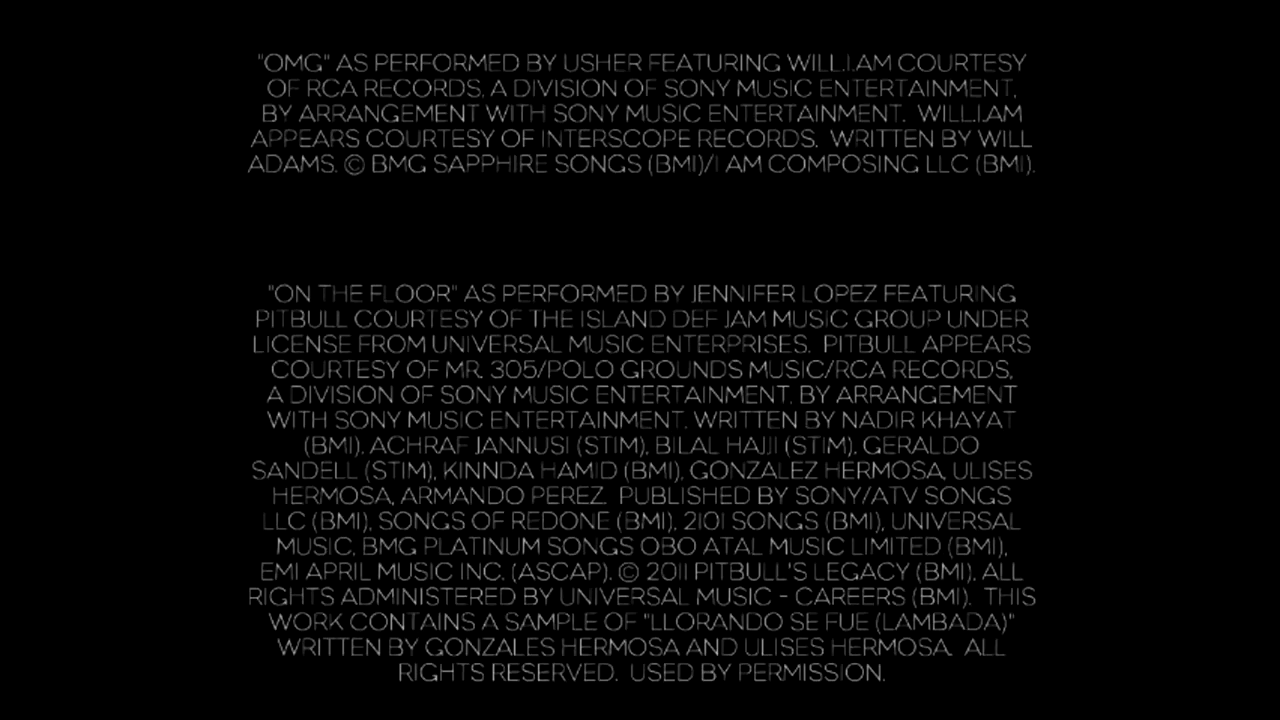 "OMG" AS PERFORMED BY USHER FEATURING WILL.I.AM COURTESY
OF RCA RECORDS, A DIVISION OF SONY MUSIC ENTERTAINMENT,
BY ARRANGEMENT WITH SONY MUSIC ENTERTAINMENT.  WILL.I.AM
APPEARS COURTESY OF INTERSCOPE RECORDS.  WRITTEN BY WILL
ADAMS. © BMG SAPPHIRE SONGS (BMI)/I AM COMPOSING LLC (BMI).
"ON THE FLOOR" AS PERFORMED BY JENNIFER LOPEZ FEATURING
PITBULL COURTESY OF THE ISLAND DEF JAM MUSIC GROUP UNDER
LICENSE FROM UNIVERSAL MUSIC ENTERPRISES.  PITBULL APPEARS
COURTESY OF MR. 305/POLO GROUNDS MUSIC/RCA RECORDS,
A DIVISION OF SONY MUSIC ENTERTAINMENT, BY ARRANGEMENT
WITH SONY MUSIC ENTERTAINMENT. WRITTEN BY NADIR KHAYAT
(BMI), ACHRAF JANNUSI (STIM), BILAL HAJJI (STIM), GERALDO
SANDELL (STIM), KINNDA HAMID (BMI), GONZALEZ HERMOSA, ULISES
HERMOSA, ARMANDO PEREZ.  PUBLISHED BY SONY/ATV SONGS
LLC (BMI), SONGS OF REDONE (BMI), 2101 SONGS (BMI), UNIVERSAL
MUSIC, BMG PLATINUM SONGS OBO ATAL MUSIC LIMITED (BMI),
EMI APRIL MUSIC INC. (ASCAP). © 2011 PITBULL'S LEGACY (BMI). ALL
RIGHTS ADMINISTERED BY UNIVERSAL MUSIC - CAREERS (BMI).  THIS
WORK CONTAINS A SAMPLE OF "LLORANDO SE FUE (LAMBADA)"
WRITTEN BY GONZALES HERMOSA AND ULISES HERMOSA.  ALL
RIGHTS RESERVED.  USED BY PERMISSION.